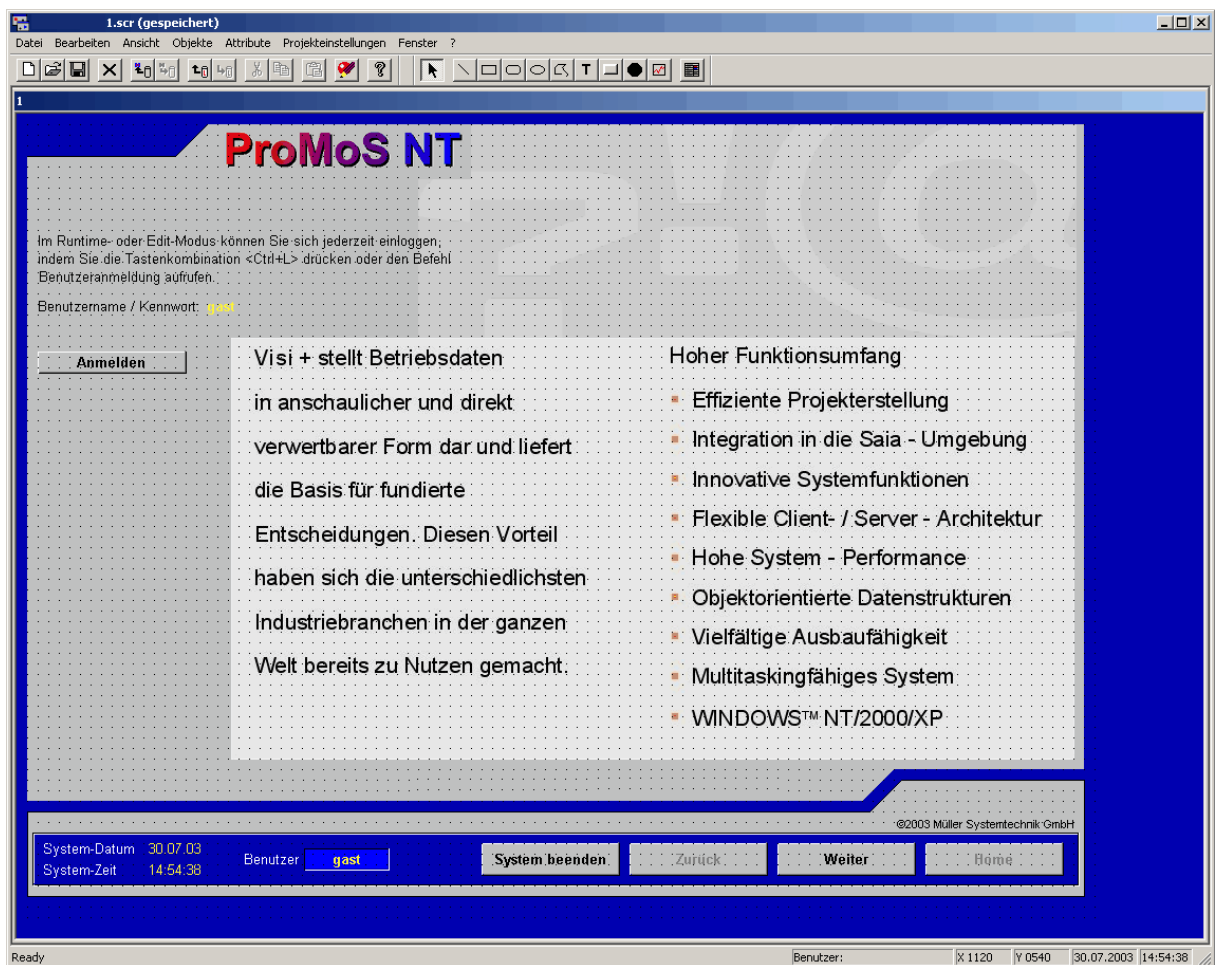 1.scr (gespeichert)
Datei Bearbeiten Ansicht Objekte Attribute Projekteinstellungen Fenster ?
T
1
ProMoS NT
Im Runtime- oder Edit-Modus können Sie sich jederzeit einloggen,
indem Sie die Tastenkombination <Ctrl+L> drücken oder den Befehl
Benutzeranmeldung aufrufen.
Benutzername / Kennwort: gast
Anmelden
Visi + stellt Betriebsdaten
in anschaulicher und direkt
verwertbarer Form dar und liefert
die Basis für fundierte
Entscheidungen. Diesen Vorteil
haben sich die unterschiedlichsten
Industriebranchen in der ganzen
Welt bereits zu Nutzen gemacht.
Hoher Funktionsumfang
Effiziente Projekterstellung
Integration in die Saia - Umgebung
Innovative Systemfunktionen
Flexible Client- / Server - Architektur
Hohe System - Performance
Objektorientierte Datenstrukturen
Vielfältige Ausbaufähigkeit
Multitaskingfähiges System
WINDOWS™ NT/2000/XP
©2003 Müller Systemtechnik GmbH
System-Datum 30.07.03
System-Zeit 14:54:38
Benutzer gast
System beenden
Zurück
Weiter
Home
Ready
Benutzer:
X 1120
Y 0540
30.07.2003
14:54:38